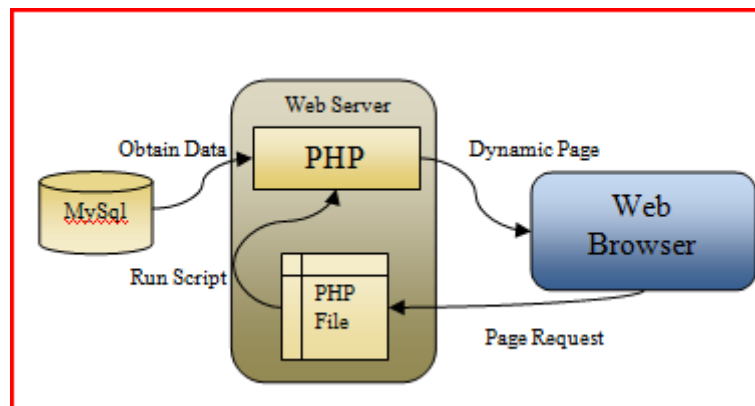 Web Server
Obtain Data
PHP
Dynamic Page
MySql
Web
Browser
Run Script
PHP
File
Page Request